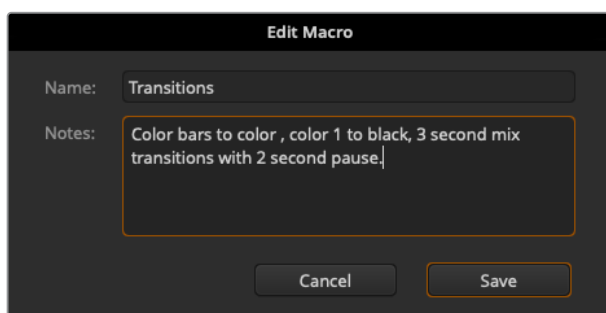 Edit Macro
Name: Transitions
Notes: Color bars to color , color 1 to black, 3 second mix
transitions with 2 second pause.
Cancel Save